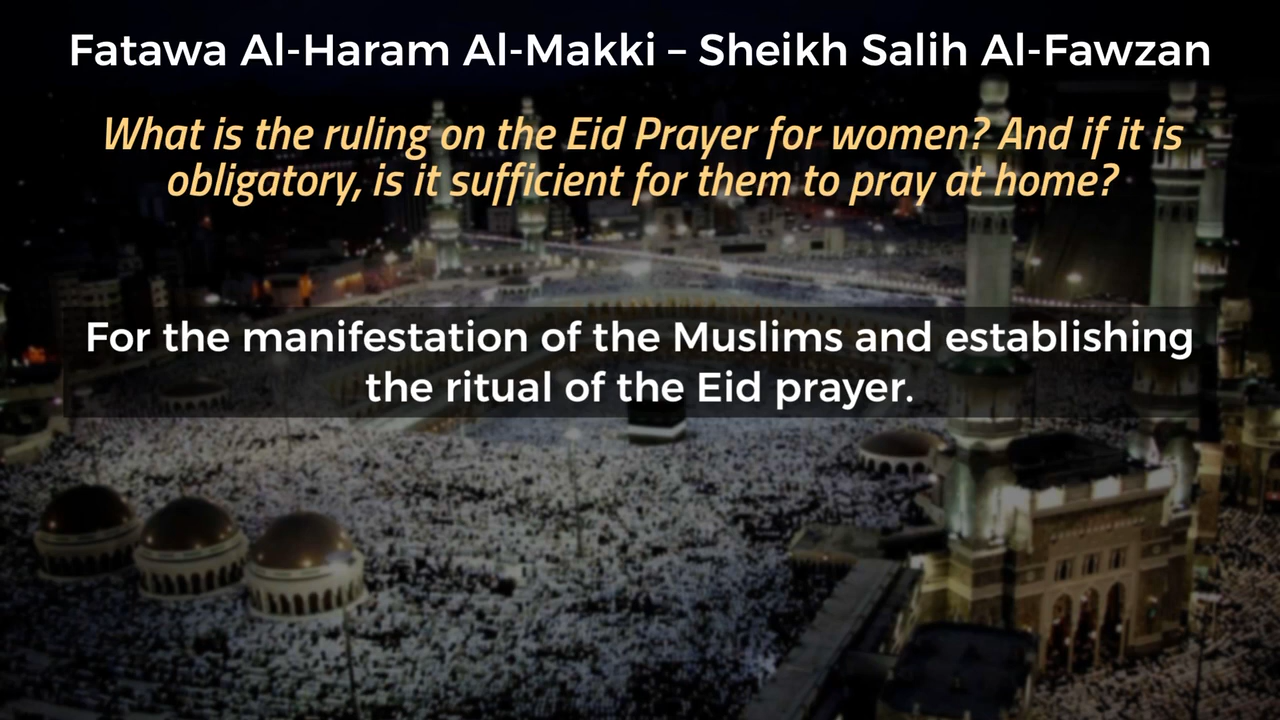 Fatawa Al-Haram Al-Makki – Sheikh Salih Al-Fawzan
What is the ruling on the Eid Prayer for women? And if it is
obligatory, is it sufficient for them to pray at home?
For the manifestation of the Muslims and establishing
the ritual of the Eid prayer.